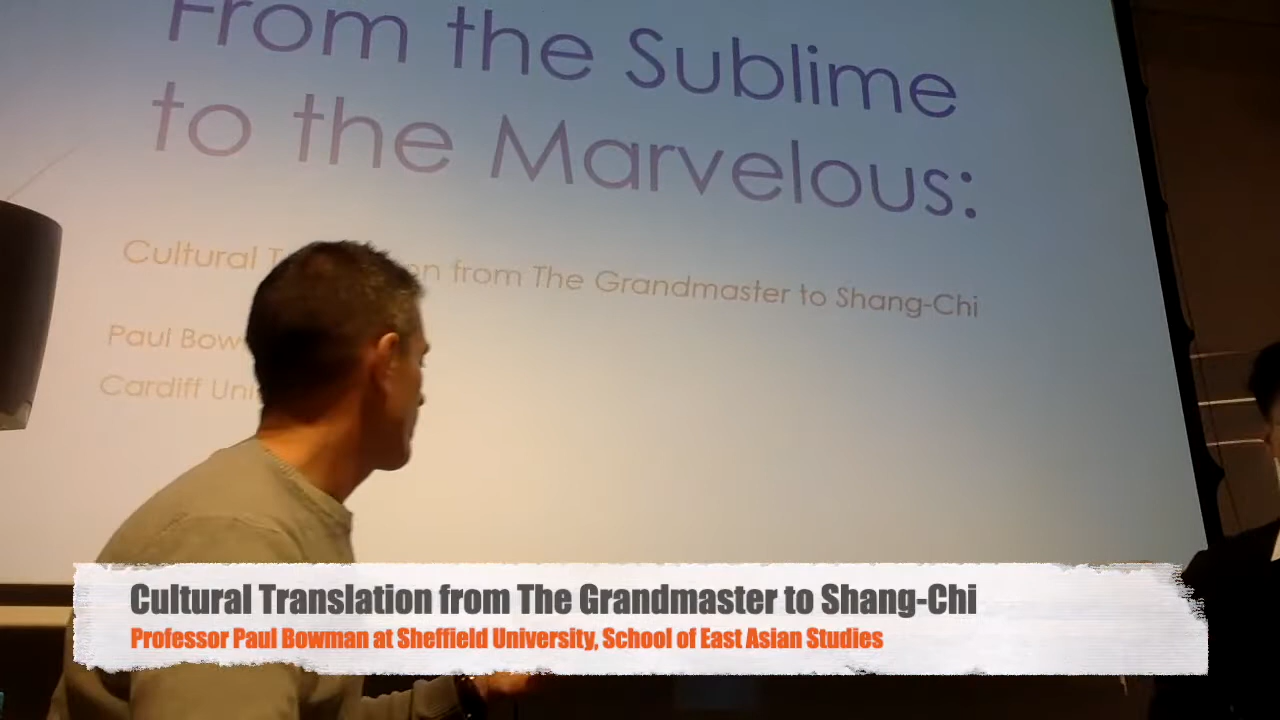 From the Sublime
to the Marvelous:
Cultural T on from The Grandmaster to Shang-Chi
Paul Bow
Cardiff Uni
Cultural Translation from The Grandmaster to Shang-Chi
Professor Paul Bowman at Sheffield University, School of East Asian Studies